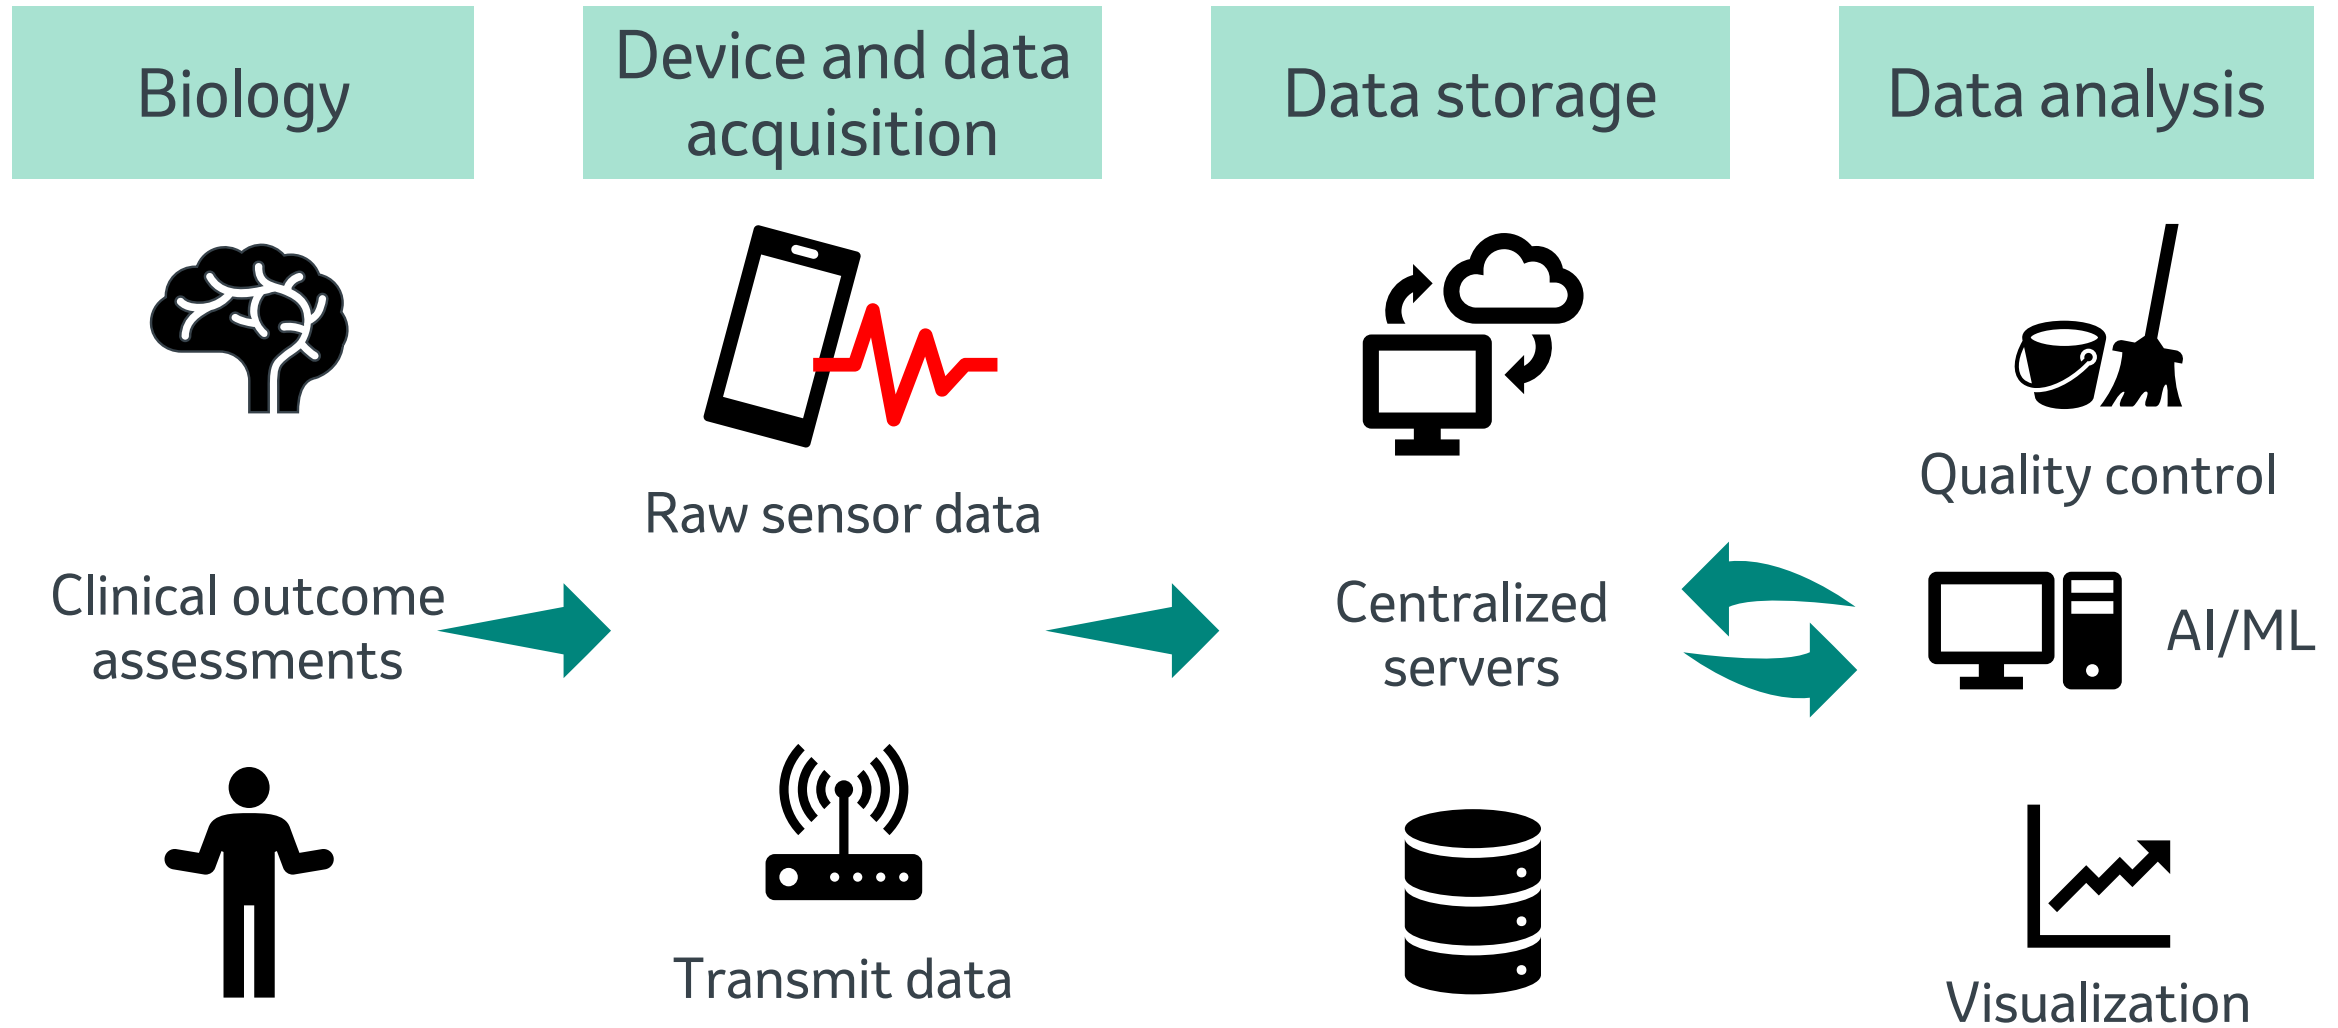 Biology
Device and data
acquisition
Data storage
Data analysis
Clinical outcome
assessments
Raw sensor data
Transmit data
Centralized
servers
Quality control
AI/ML
Visualization